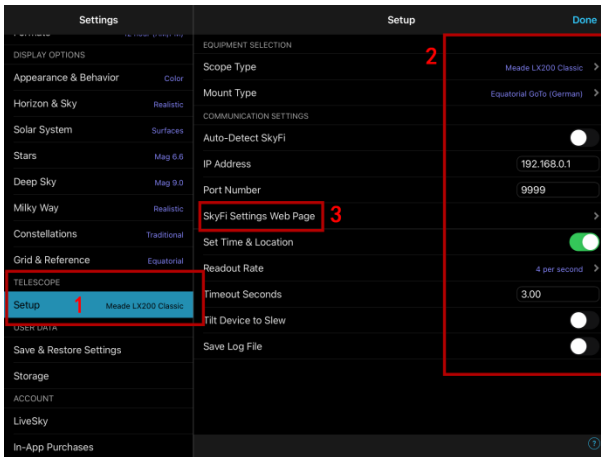 Settings
Setup
Done
DISPLAY OPTIONS
Appearance & Behavior Color
Horizon & Sky Realistic
Solar System Surfaces
Stars Mag 6.6
Deep Sky Mag 9.0
Milky Way Realistic
Constellations Traditional
Grid & Reference Equatorial
TELESCOPE
Setup 1 Meade LX200 Classic
USER DATA
Save & Restore Settings
Storage
ACCOUNT
LiveSky
In-App Purchases
EQUIPMENT SELECTION
2
Scope Type Meade LX200 Classic >
Mount Type Equatorial GoTo (German) >
COMMUNICATION SETTINGS
Auto-Detect SkyFi
IP Address 192.168.0.1
Port Number 9999
SkyFi Settings Web Page 3 >
Set Time & Location
Readout Rate 4 per second >
Timeout Seconds 3.00
Tilt Device to Slew
Save Log File
?